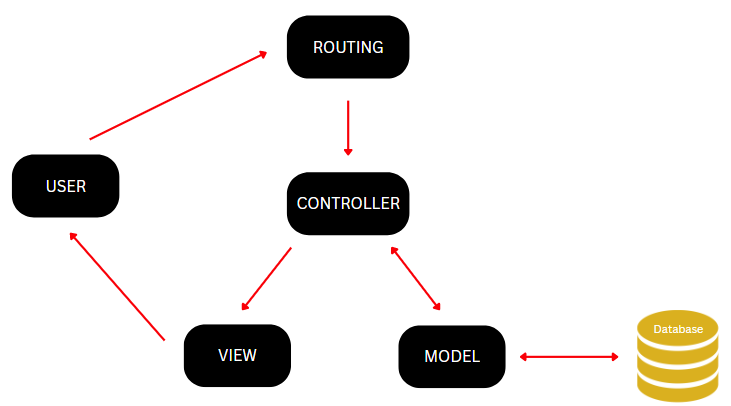 ROUTING
USER
CONTROLLER
Database
VIEW
MODEL